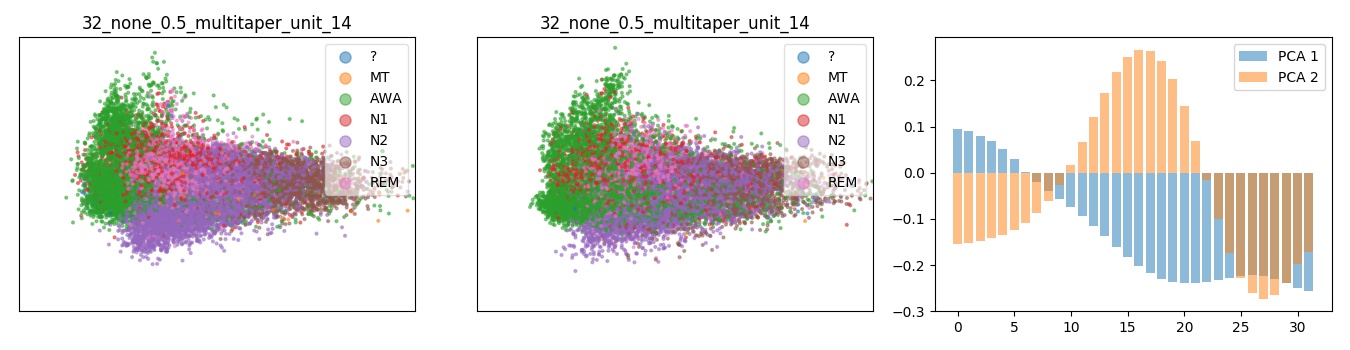 32_none_0.5_multitaper_unit_14
?
MT
AWA
N1
N2
N3
REM
32_none_0.5_multitaper_unit_14
?
MT
AWA
N1
N2
N3
REM
PCA 1
PCA 2
0.2
0.1
0.0
−0.1
−0.2
−0.3
0 5 10 15 20 25 30